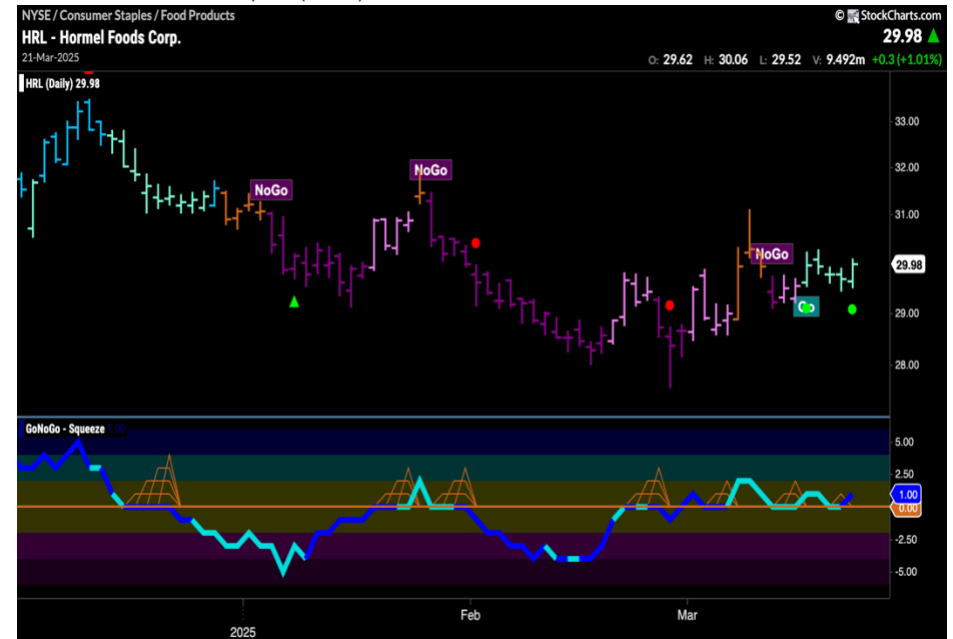 NYSE / Consumer Staples / Food Products
© StockCharts.com
HRL - Hormel Foods Corp.
29.98
21-Mar-2025
O: 29.62 H: 30.06 L: 29.52 V: 9.492m +0.3 (+1.01%)
HRL (Daily) 29.98
33.00
32.00
31.00
29.98
29.00
28.00
NoGo
NoGo
NoGo
Go
GoNoGo - Squeeze 1.00
5.00
2.50
1.00
0.00
-2.50
-5.00
Feb
Mar
2025